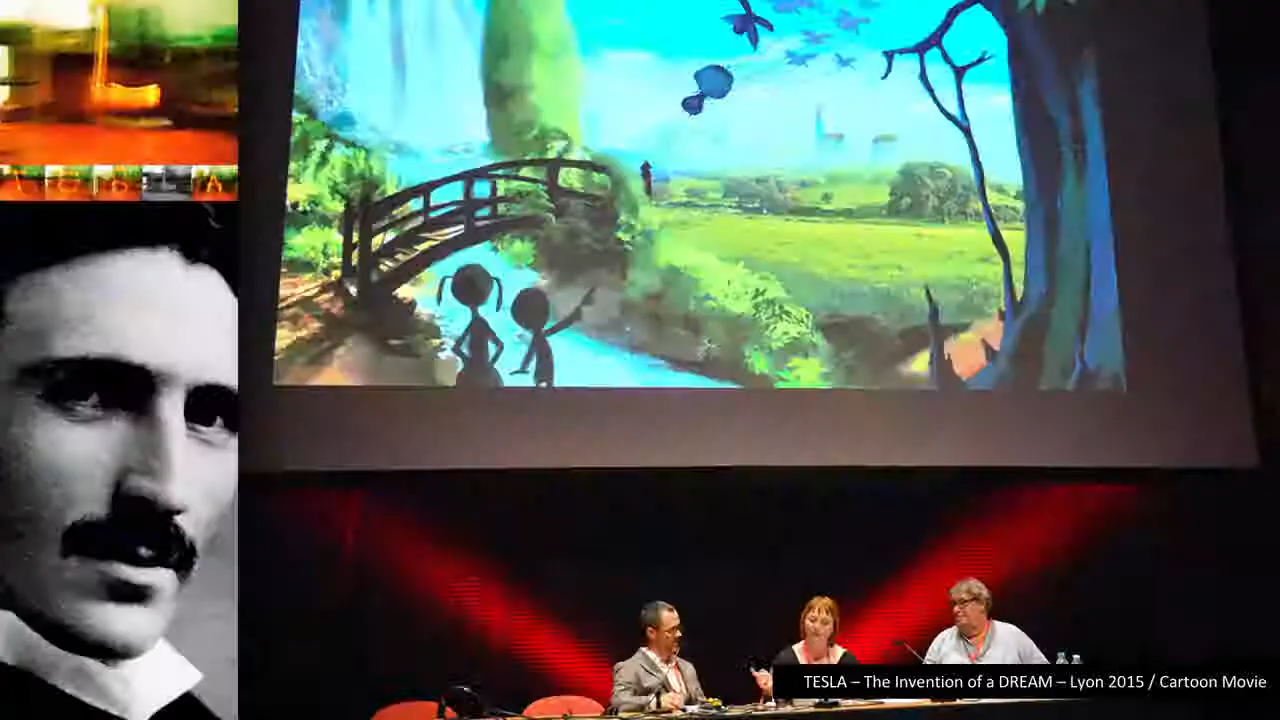 TESLA – The Invention of a DREAM – Lyon 2015 / Cartoon Movie